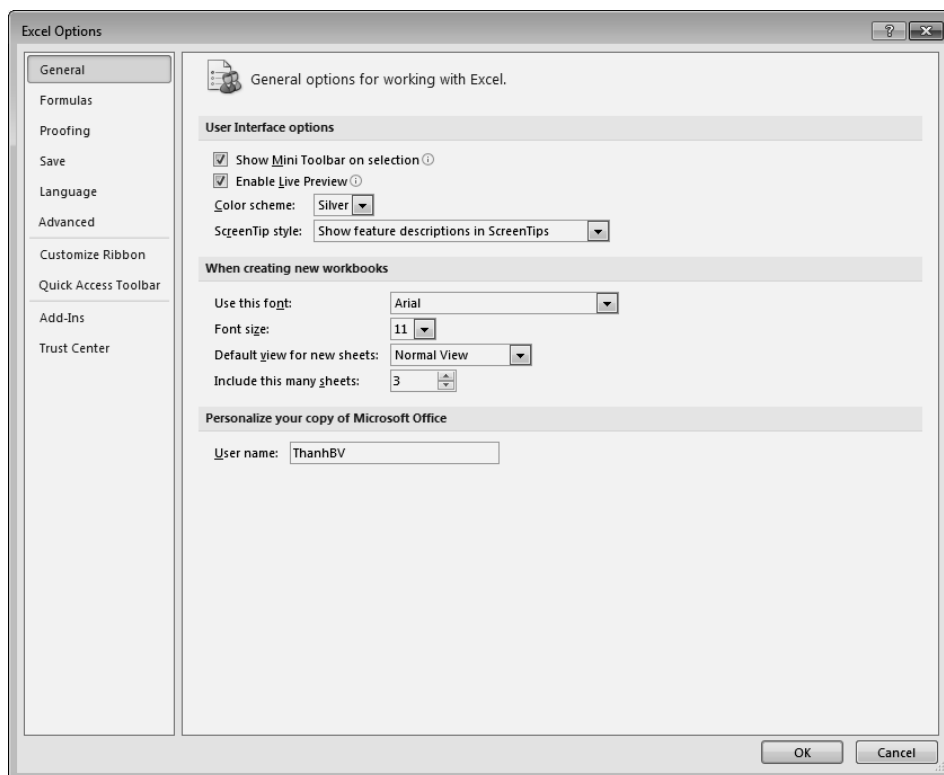 Excel Options
General
Formulas
Proofing
Save
Language
Advanced
Customize Ribbon
Quick Access Toolbar
Add-Ins
Trust Center
General options for working with Excel.
User Interface options
Show Mini Toolbar on selection
Enable Live Preview
Color scheme: Silver
ScreenTip style: Show feature descriptions in ScreenTips
When creating new workbooks
Use this font: Arial
Font size: 11
Default view for new sheets: Normal View
Include this many sheets: 3
Personalize your copy of Microsoft Office
User name: ThanhBV
OK Cancel